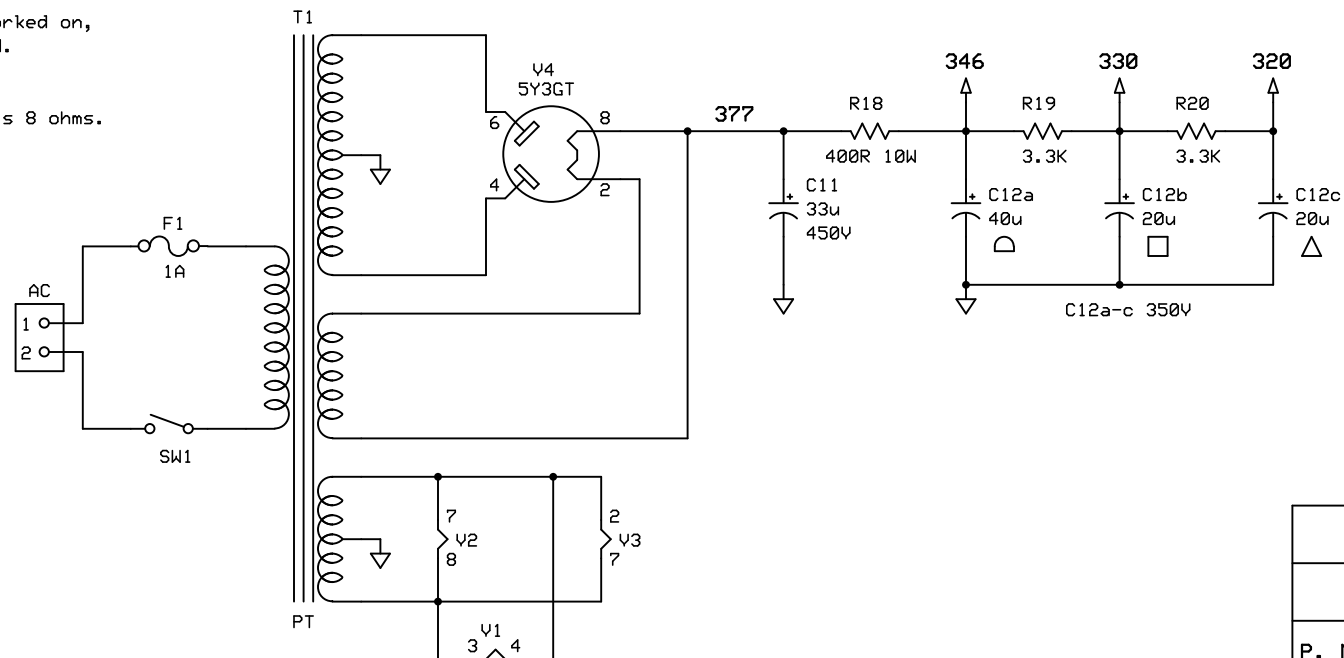 T1
s 8 ohms.
V4
5Y3GT
6
8
4
2
377
346
330
320
R18
400R 10W
R19
3.3K
R20
3.3K
C11
33u
450V
C12a
40u
C12b
20u
C12c
20u
C12a-c 350V
F1
1A
AC
1
2
SW1
7
V2
8
2
V3
7
PT
V1
3
4
P.